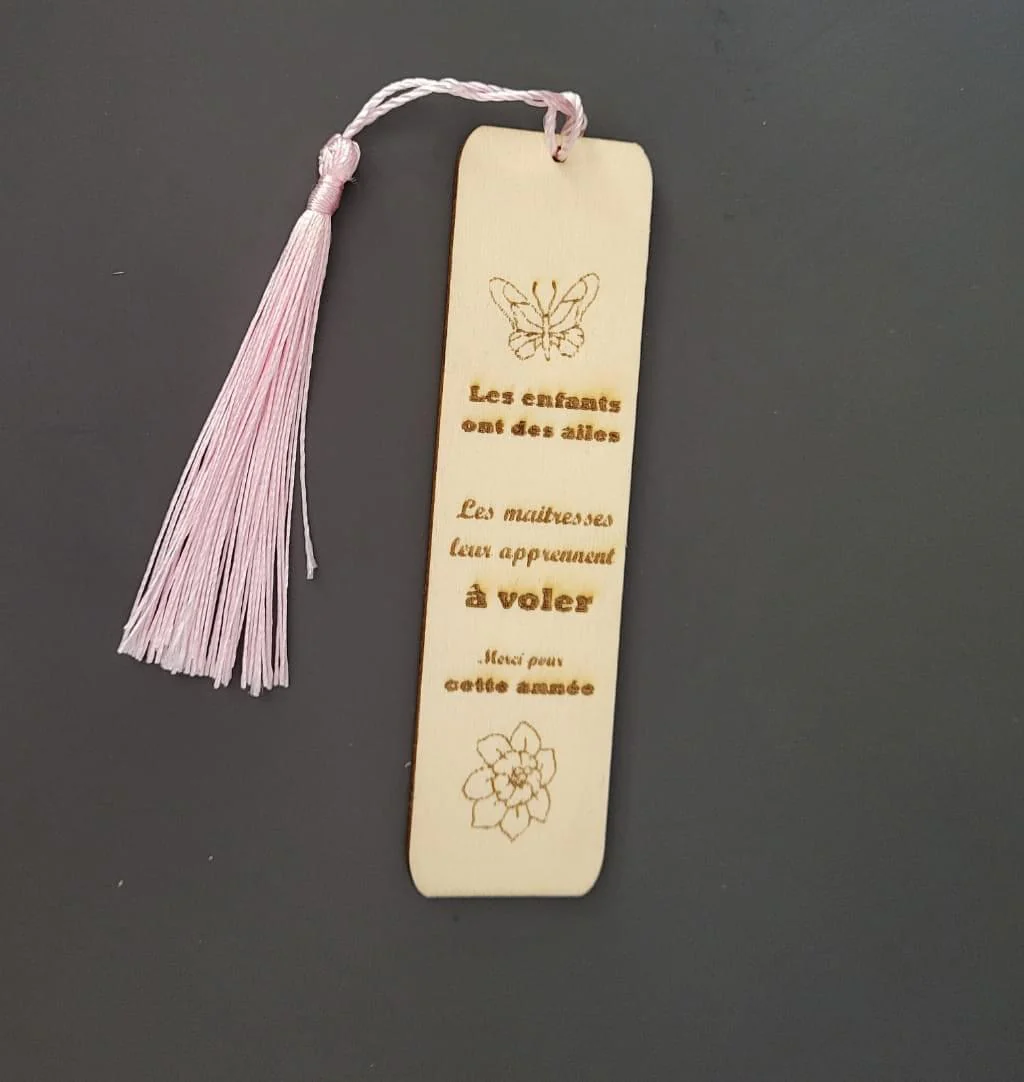 Les enfants
ont des ailes
Les maitresses
leur apprennent
à voler
Merci pour
cette année